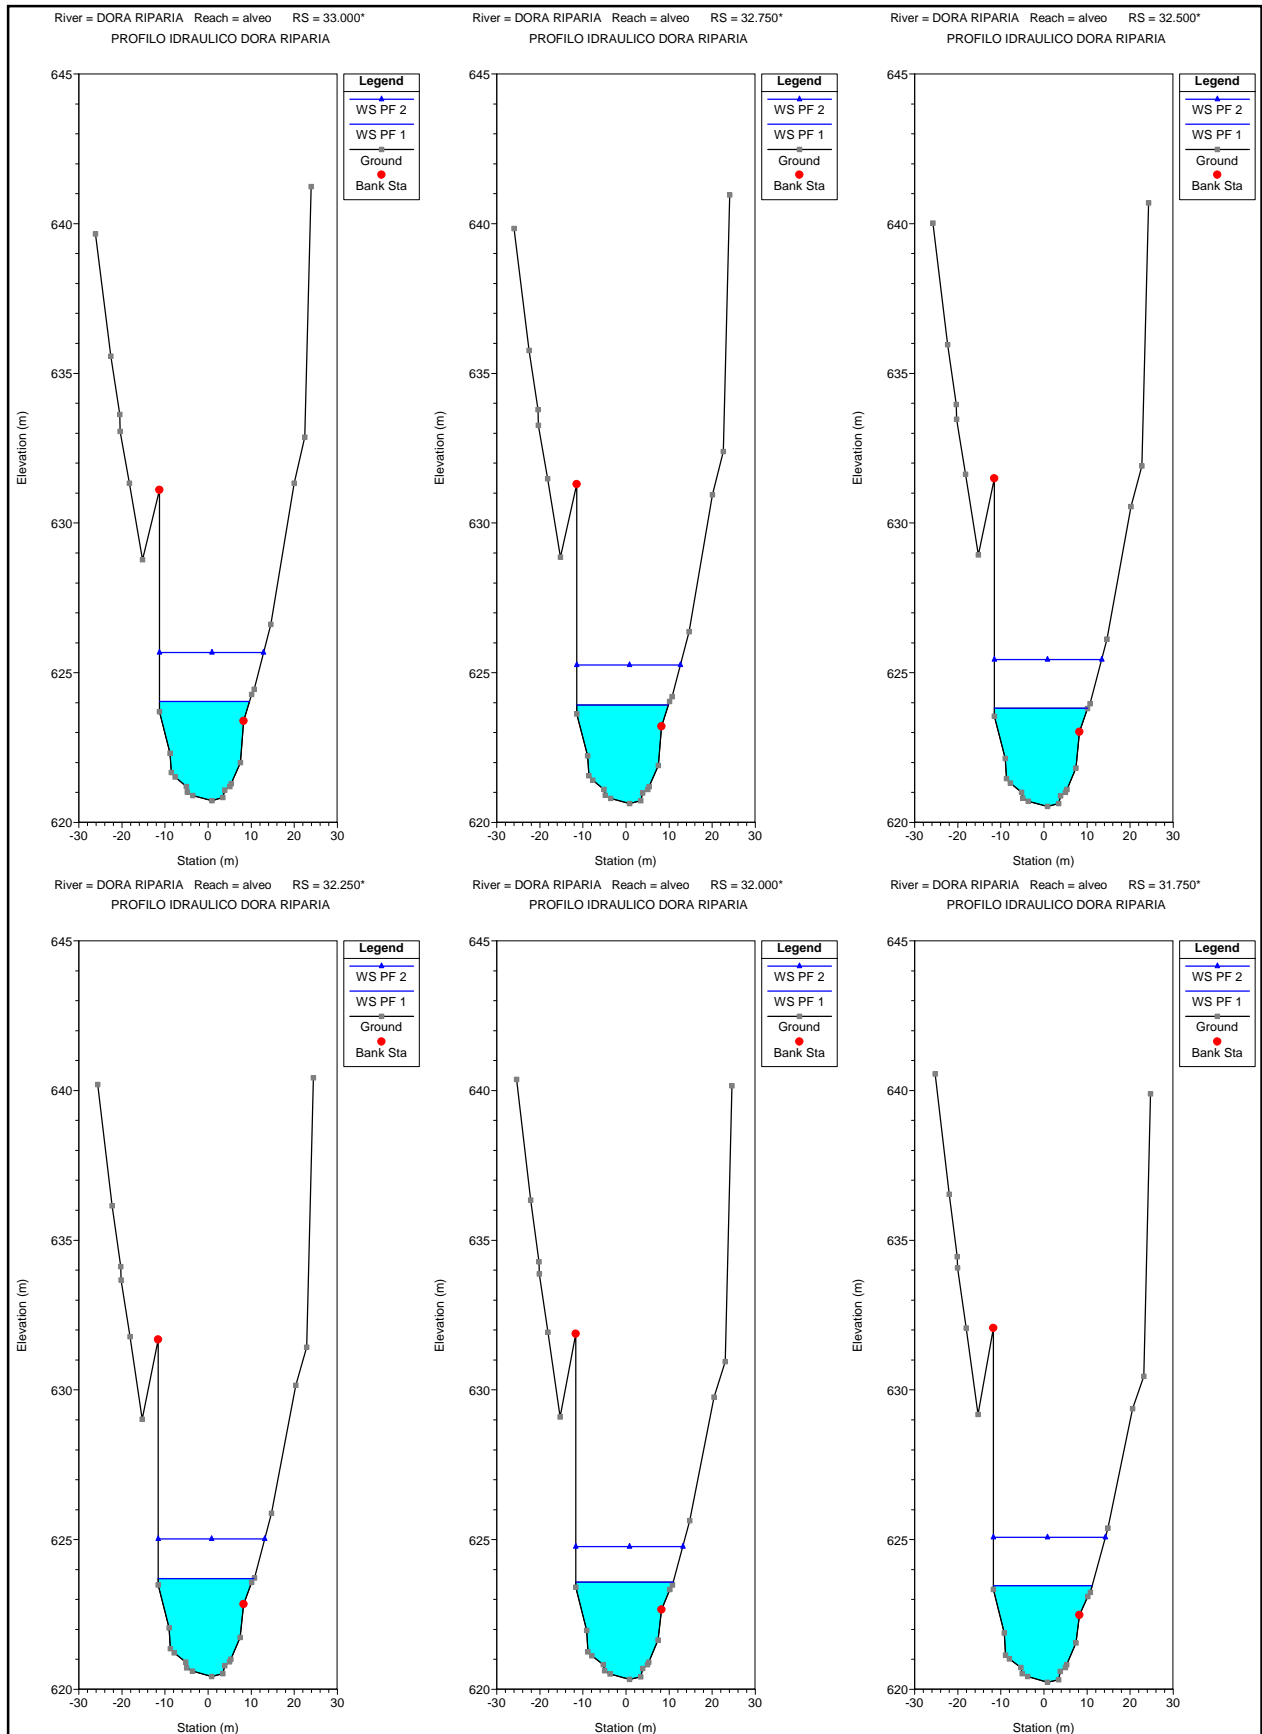 River = DORA RIPARIA   Reach = alveo      RS = 33.000*
PROFILO IDRAULICO DORA RIPARIA
645
640
635
630
625
620
-30 -20 -10 0 10 20 30
Elevation (m)
Station (m)
Legend
WS PF 2
WS PF 1
Ground
Bank Sta
River = DORA RIPARIA   Reach = alveo      RS = 32.750*
PROFILO IDRAULICO DORA RIPARIA
645
640
635
630
625
620
-30 -20 -10 0 10 20 30
Elevation (m)
Station (m)
Legend
WS PF 2
WS PF 1
Ground
Bank Sta
River = DORA RIPARIA   Reach = alveo      RS = 32.500*
PROFILO IDRAULICO DORA RIPARIA
645
640
635
630
625
620
-30 -20 -10 0 10 20 30
Elevation (m)
Station (m)
Legend
WS PF 2
WS PF 1
Ground
Bank Sta
River = DORA RIPARIA   Reach = alveo      RS = 32.250*
PROFILO IDRAULICO DORA RIPARIA
645
640
635
630
625
620
-30 -20 -10 0 10 20 30
Elevation (m)
Station (m)
Legend
WS PF 2
WS PF 1
Ground
Bank Sta
River = DORA RIPARIA   Reach = alveo      RS = 32.000*
PROFILO IDRAULICO DORA RIPARIA
645
640
635
630
625
620
-30 -20 -10 0 10 20 30
Elevation (m)
Station (m)
Legend
WS PF 2
WS PF 1
Ground
Bank Sta
River = DORA RIPARIA   Reach = alveo      RS = 31.750*
PROFILO IDRAULICO DORA RIPARIA
645
640
635
630
625
620
-30 -20 -10 0 10 20 30
Elevation (m)
Station (m)
Legend
WS PF 2
WS PF 1
Ground
Bank Sta